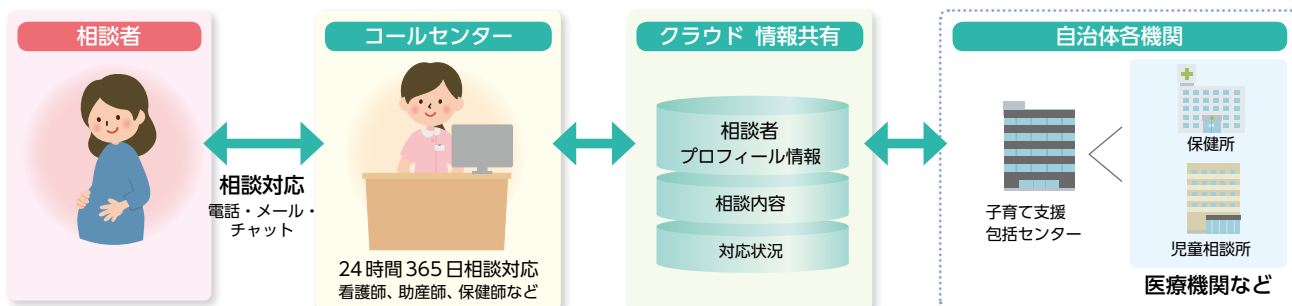 相談者
相談対応
電話・メール・
チャット
コールセンター
24時間365日相談対応
看護師、助産師、保健師など
クラウド 情報共有
相談者
プロフィール情報
相談内容
対応状況
自治体各機関
子育て支援
包括センター
保健所
児童相談所
医療機関など